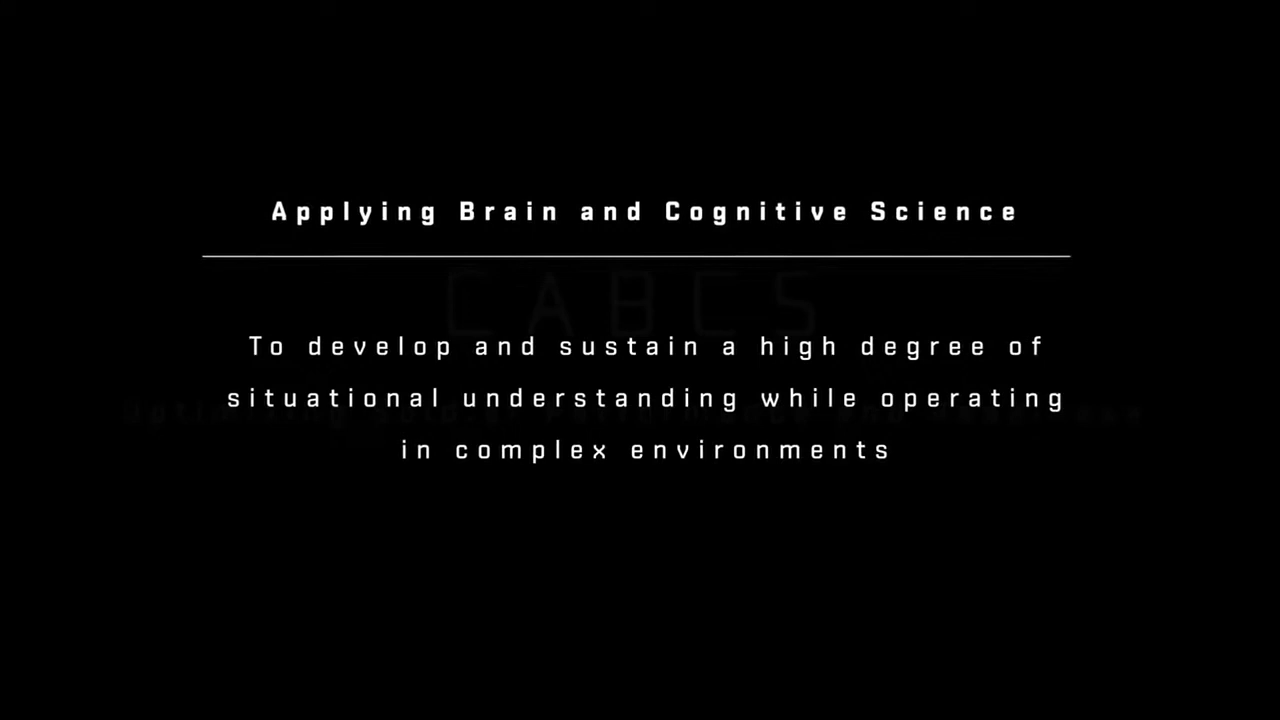 Applying Brain and Cognitive Science
CABCS
To develop and sustain a high degree of
situational understanding while operating
in complex environments